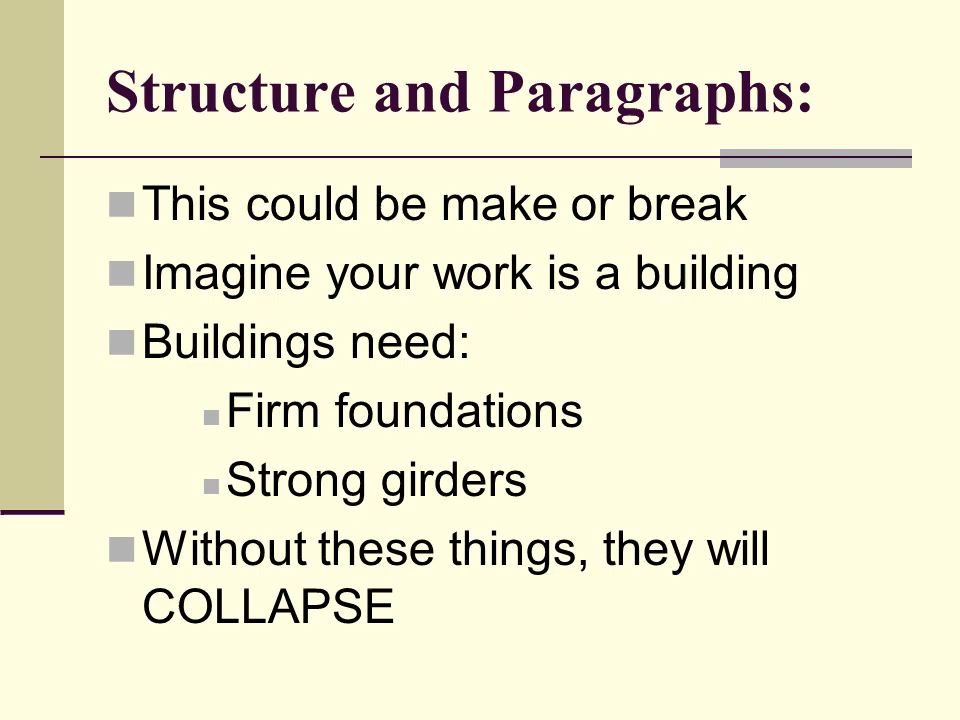 Structure and Paragraphs:
This could be make or break
Imagine your work is a building
Buildings need:
Firm foundations
Strong girders
Without these things, they will
COLLAPSE